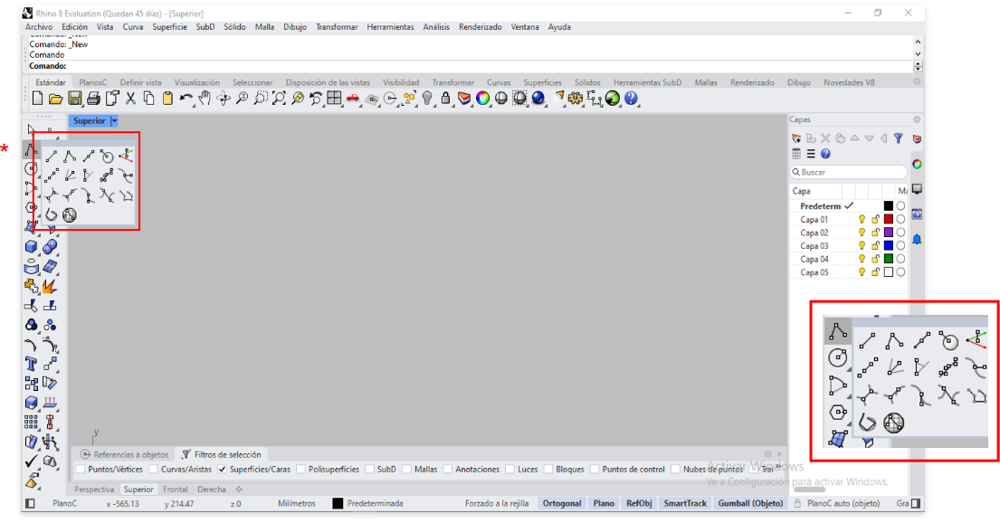 Rhino 8 Evaluation (Quedan 45 días) - [Superior]
Archivo Edición Vista Curva Superficie SubD Sólido Malla Dibujo Transformar Herramientas Análisis Renderizado Ventana Ayuda
Comando: _New
Comando: _New
Comando
Comando:
Estándar PlanosC Definir vista Visualización Seleccionar Disposición de las vistas Visibilidad Transformar Curvas Superficies Sólidos Herramientas SubD Mallas Renderizado Dibujo Novedades V8
Superior
Capas
*
Buscar
Capa Ma
Predeterm
Capa 01
Capa 02
Capa 03
Capa 04
Capa 05
y
Referencias a objetos Filtros de selección
Puntos/Vértices Curvas/Aristas Superficies/Caras Polisuperficies SubD Mallas Anotaciones Luces Bloques Puntos de control Nubes de puntos Tra
Activar Windows
Ve a Configuración para activar Windows.
Perspectiva Superior Frontal Derecha
PlanoC x -565.13 y 214.47 z 0 Milímetros Predeterminada Forzado a la rejilla Ortogonal Plano RefObj SmartTrack Gumball (Objeto) PlanoC auto (objeto) Gra